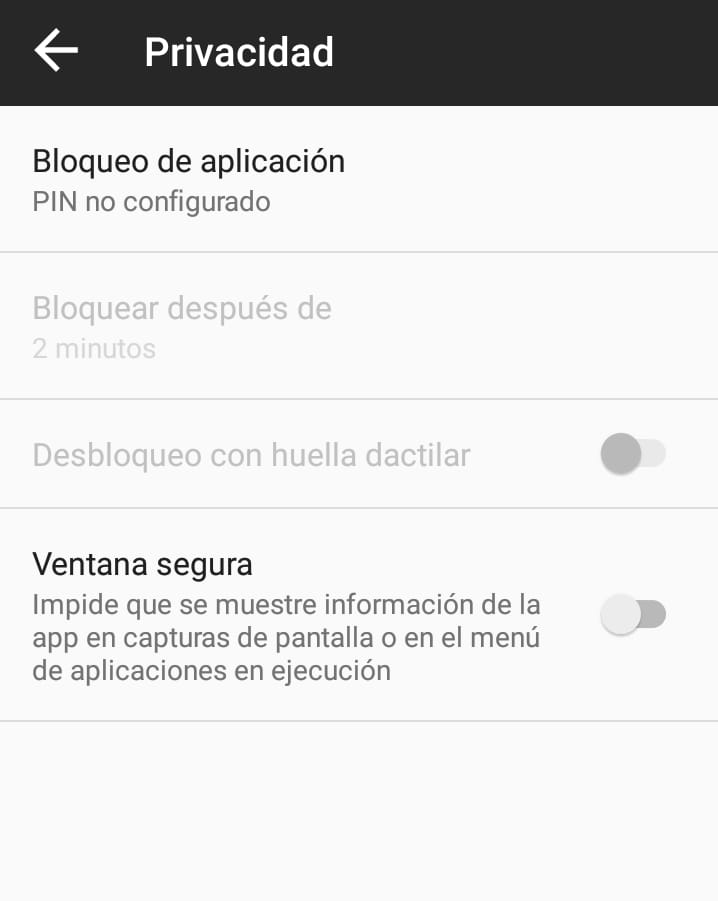 Privacidad
Bloqueo de aplicación
PIN no configurado
Bloquear después de
2 minutos
Desbloqueo con huella dactilar
Ventana segura
Impide que se muestre información de la
app en capturas de pantalla o en el menú
de aplicaciones en ejecución